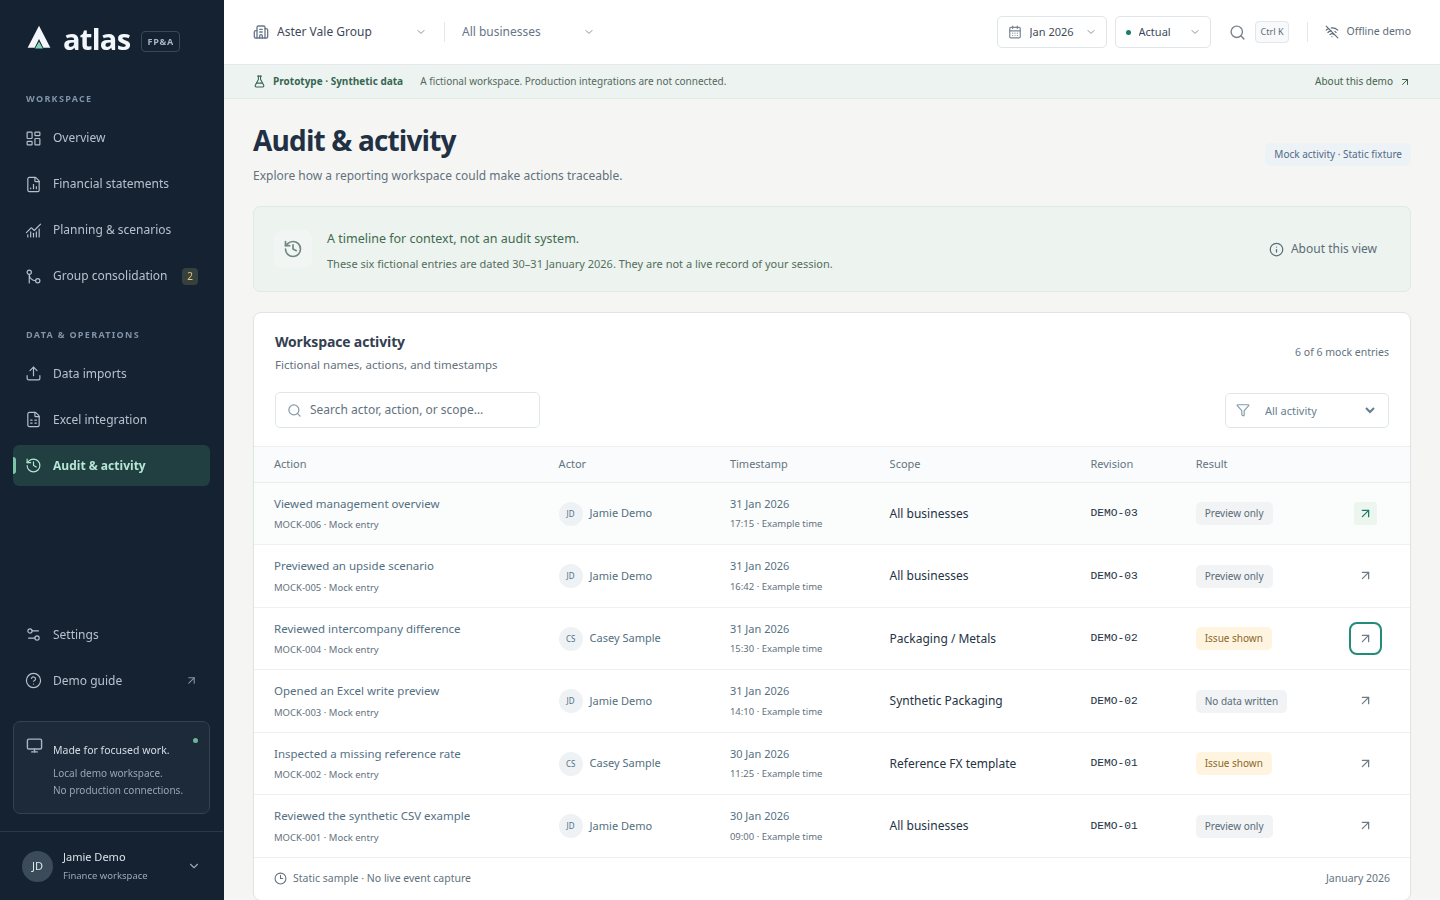 atlas FP&A
WORKSPACE
Overview
Financial statements
Planning & scenarios
Group consolidation 2
DATA & OPERATIONS
Data imports
Excel integration
Audit & activity
Settings
Demo guide
Made for focused work.
Local demo workspace.
No production connections.
JD
Jamie Demo
Finance workspace
Aster Vale Group All businesses Jan 2026 Actual Ctrl K Offline demo
Prototype · Synthetic data A fictional workspace. Production integrations are not connected. About this demo
Audit & activity
Explore how a reporting workspace could make actions traceable.
Mock activity · Static fixture
A timeline for context, not an audit system.
These six fictional entries are dated 30–31 January 2026. They are not a live record of your session.
About this view
Workspace activity
Fictional names, actions, and timestamps
6 of 6 mock entries
Search actor, action, or scope...
All activity
Action Actor Timestamp Scope Revision Result
Viewed management overview
MOCK-006 · Mock entry
JD Jamie Demo
31 Jan 2026
17:15 · Example time
All businesses DEMO-03 Preview only
Previewed an upside scenario
MOCK-005 · Mock entry
JD Jamie Demo
31 Jan 2026
16:42 · Example time
All businesses DEMO-03 Preview only
Reviewed intercompany difference
MOCK-004 · Mock entry
CS Casey Sample
31 Jan 2026
15:30 · Example time
Packaging / Metals DEMO-02 Issue shown
Opened an Excel write preview
MOCK-003 · Mock entry
JD Jamie Demo
31 Jan 2026
14:10 · Example time
Synthetic Packaging DEMO-02 No data written
Inspected a missing reference rate
MOCK-002 · Mock entry
CS Casey Sample
30 Jan 2026
11:25 · Example time
Reference FX template DEMO-01 Issue shown
Reviewed the synthetic CSV example
MOCK-001 · Mock entry
JD Jamie Demo
30 Jan 2026
09:00 · Example time
All businesses DEMO-01 Preview only
Static sample · No live event capture
January 2026